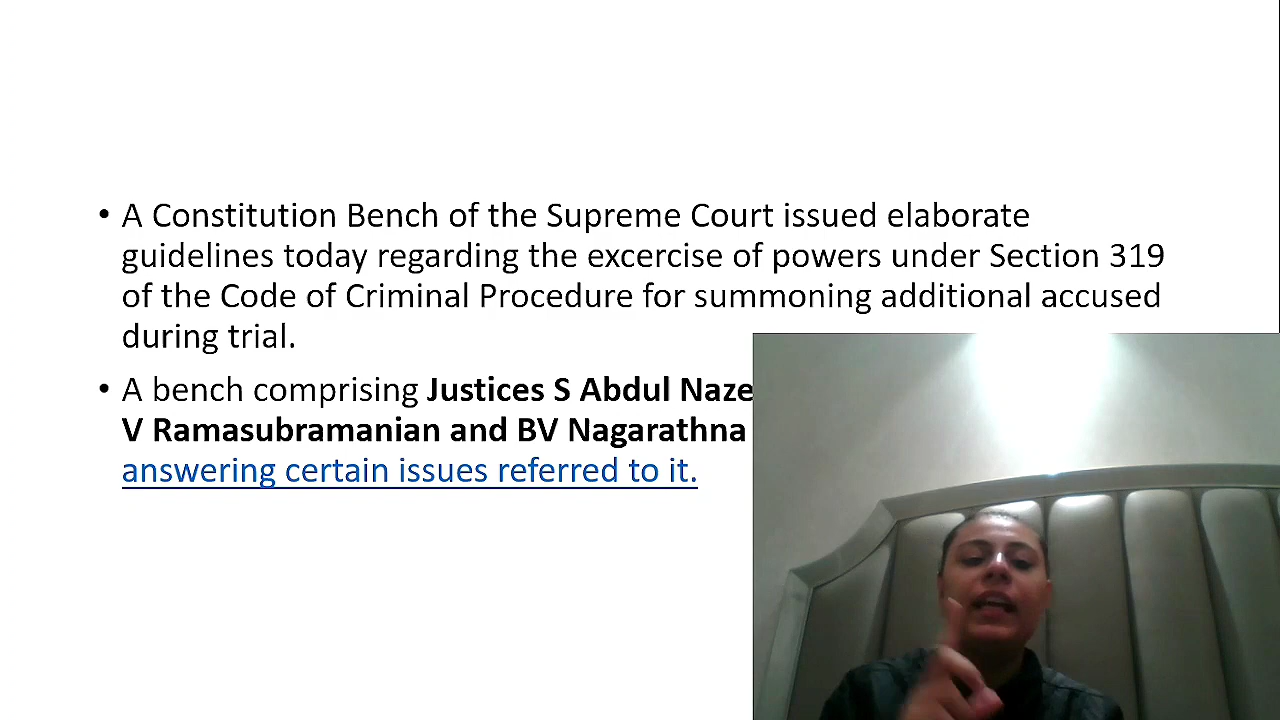 • A Constitution Bench of the Supreme Court issued elaborate
guidelines today regarding the excercise of powers under Section 319
of the Code of Criminal Procedure for summoning additional accused
during trial.
• A bench comprising Justices S Abdul Naze
V Ramasubramanian and BV Nagarathna
answering certain issues referred to it.